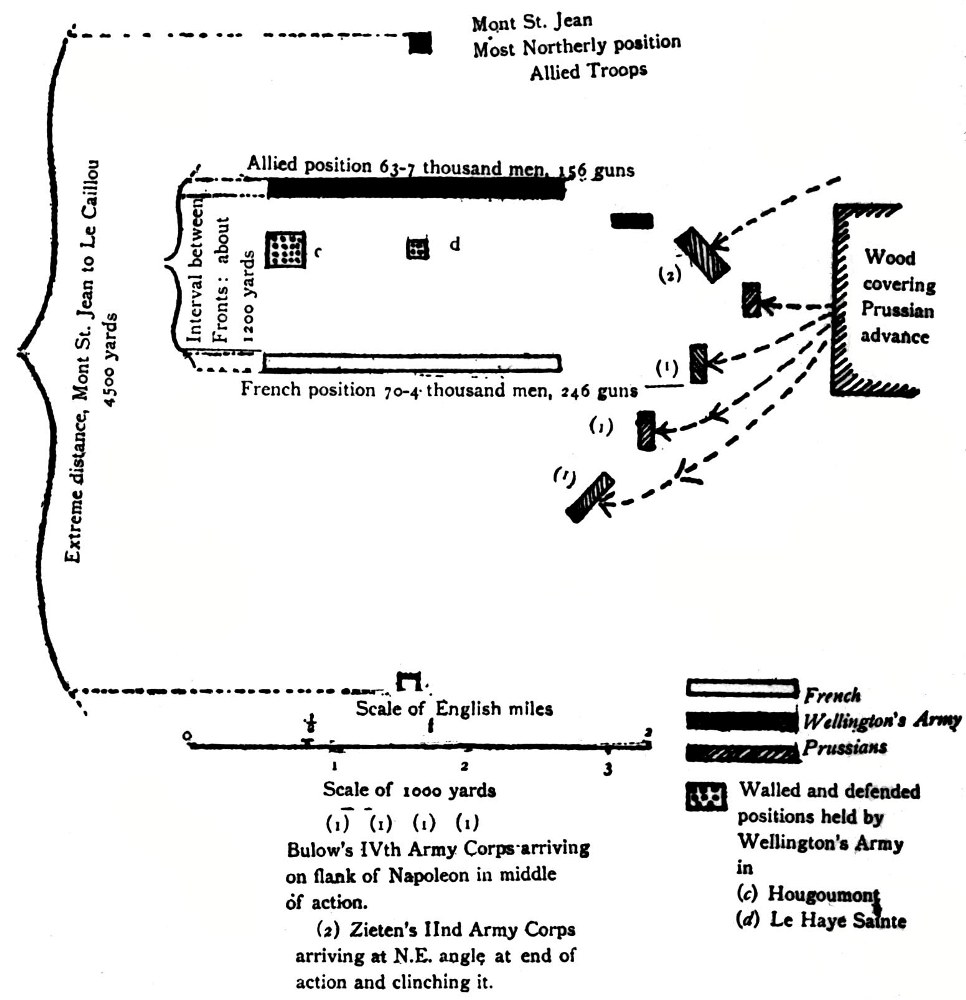 Mont St. Jean
Most Northerly position
Allied Troops
Allied position 63-7 thousand men, 156 guns
Extreme distance, Mont St. Jean to Le Caillou
4500 yards
Interval between
Fronts: about
1200 yards
c
d
(2)
Wood
covering
Prussian
advance
(1)
French position 70-4 thousand men, 246 guns
(1)
(1)
Scale of English miles
0
1
2
1
2
3
Scale of 1000 yards
French
Wellington's Army
Prussians
Walled and defended
positions held by
Wellington's Army
in
(c) Hougoumont
(d) Le Haye Sainte
(1) (1) (1) (1)
Bulow's IVth Army Corps arriving
on flank of Napoleon in middle
of action.
(2) Zieten's IInd Army Corps
arriving at N.E. angle at end of
action and clinching it.